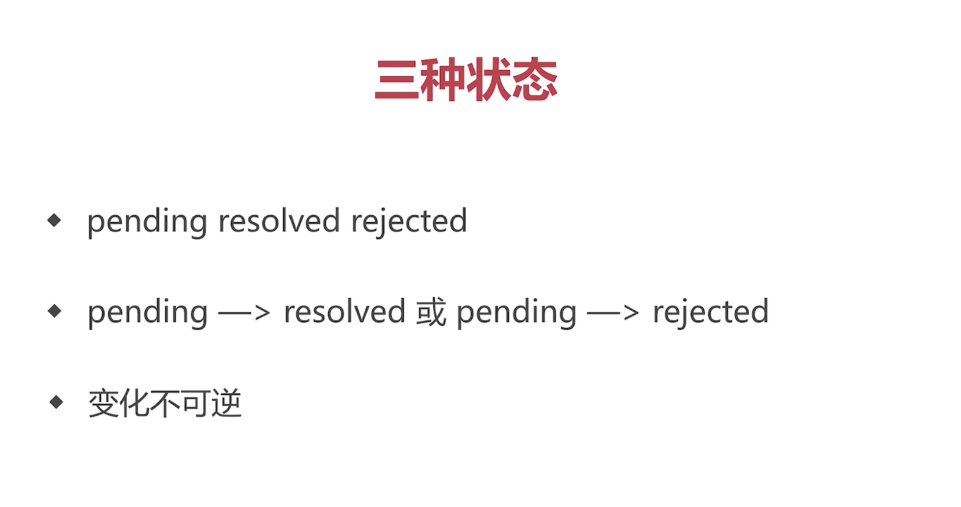 三种状态
pending resolved rejected
pending —> resolved 或 pending —> rejected
变化不可逆